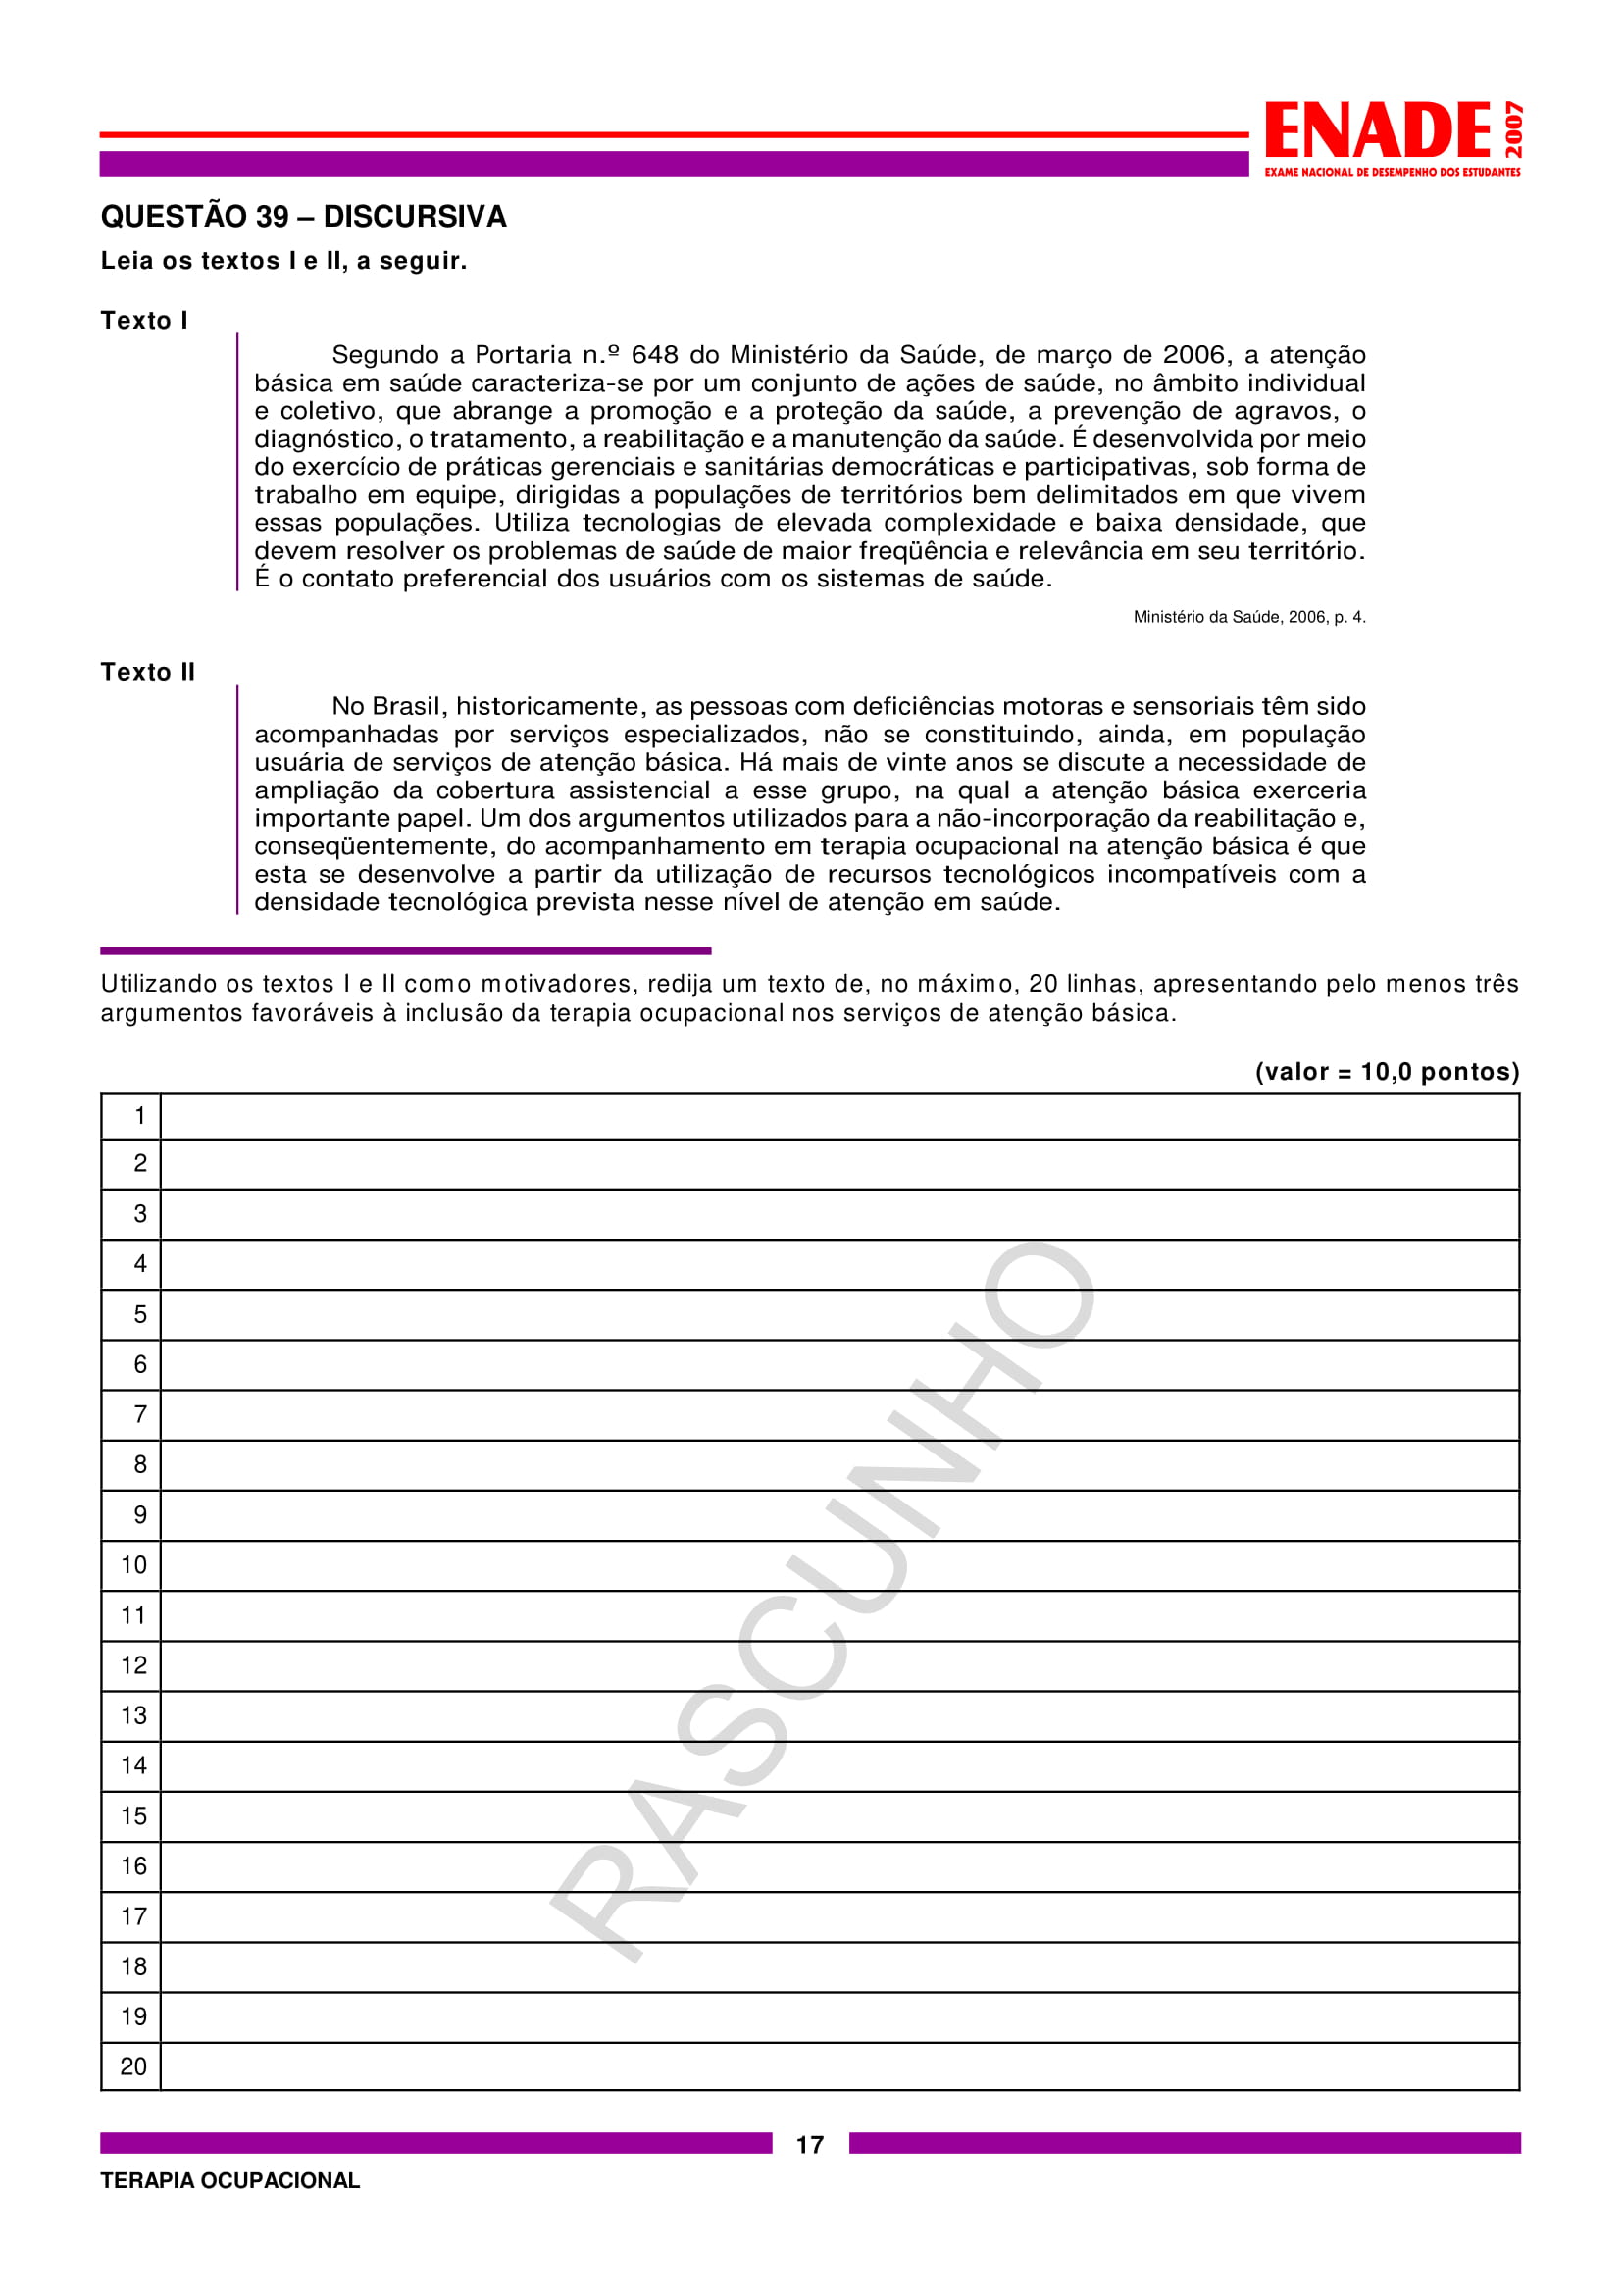 ENADE 2007
EXAME NACIONAL DE DESEMPENHO DOS ESTUDANTES
QUESTÃO 39 – DISCURSIVA
Leia os textos I e II, a seguir.
Texto I
Segundo a Portaria n.º 648 do Ministério da Saúde, de março de 2006, a atenção
básica em saúde caracteriza-se por um conjunto de ações de saúde, no âmbito individual
e coletivo, que abrange a promoção e a proteção da saúde, a prevenção de agravos, o
diagnóstico, o tratamento, a reabilitação e a manutenção da saúde. É desenvolvida por meio
do exercício de práticas gerenciais e sanitárias democráticas e participativas, sob forma de
trabalho em equipe, dirigidas a populações de territórios bem delimitados em que vivem
essas populações. Utiliza tecnologias de elevada complexidade e baixa densidade, que
devem resolver os problemas de saúde de maior freqüência e relevância em seu território.
É o contato preferencial dos usuários com os sistemas de saúde.
Ministério da Saúde, 2006, p. 4.
Texto II
No Brasil, historicamente, as pessoas com deficiências motoras e sensoriais têm sido
acompanhadas por serviços especializados, não se constituindo, ainda, em população
usuária de serviços de atenção básica. Há mais de vinte anos se discute a necessidade de
ampliação da cobertura assistencial a esse grupo, na qual a atenção básica exerceria
importante papel. Um dos argumentos utilizados para a não-incorporação da reabilitação e,
conseqüentemente, do acompanhamento em terapia ocupacional na atenção básica é que
esta se desenvolve a partir da utilização de recursos tecnológicos incompatíveis com a
densidade tecnológica prevista nesse nível de atenção em saúde.
Utilizando os textos I e II como motivadores, redija um texto de, no máximo, 20 linhas, apresentando pelo menos três
argumentos favoráveis à inclusão da terapia ocupacional nos serviços de atenção básica.
(valor = 10,0 pontos)
1
2
3
4
5
6
7
8
9
10
11
12
13
14
15
16
17
18
19
20
RASCUNHO
17
TERAPIA OCUPACIONAL